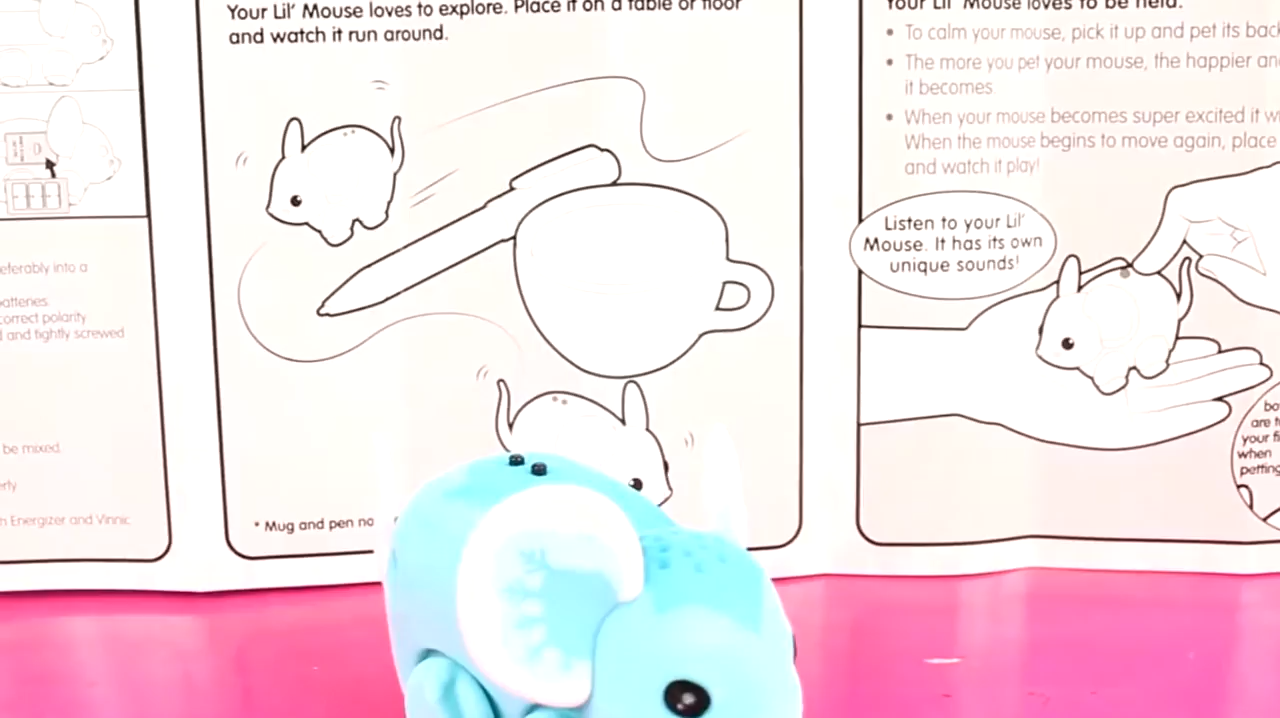 eferably into a
atteries.
correct polarity.
d and tightly screwed
be mixed.
erly
h Energizer and Vinnic
Your Lil' Mouse loves to explore. Place it on a table or floor
and watch it run around.
* Mug and pen no
Your Lil' Mouse loves to be held.
• To calm your mouse, pick it up and pet its back
• The more you pet your mouse, the happier an
it becomes.
• When your mouse becomes super excited it w
When the mouse begins to move again, place
and watch it play!
Listen to your Lil'
Mouse. It has its own
unique sounds!
bo
are t
your f
when
petting